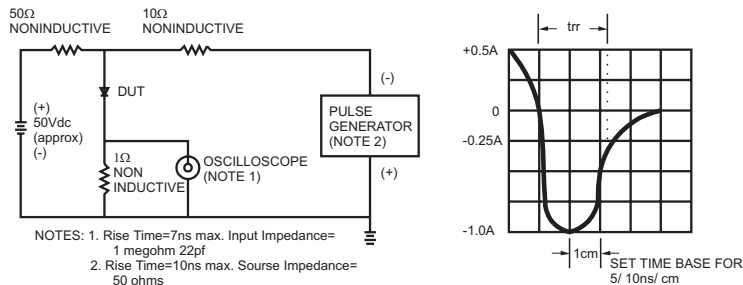 50Ω
NONINDUCTIVE
10Ω
NONINDUCTIVE
DUT
(+)
50Vdc
(approx)
(-)
1Ω
NON
INDUCTIVE
OSCILLOSCOPE
(NOTE 1)
(-)
PULSE
GENERATOR
(NOTE 2)
(+)
NOTES: 1. Rise Time=7ns max. Input Impedance=
1 megohm 22pf
2. Rise Time=10ns max. Sourse Impedance=
50 ohms
trr
+0.5A
0
-0.25A
-1.0A
1cm
SET TIME BASE FOR
5/ 10ns/ cm